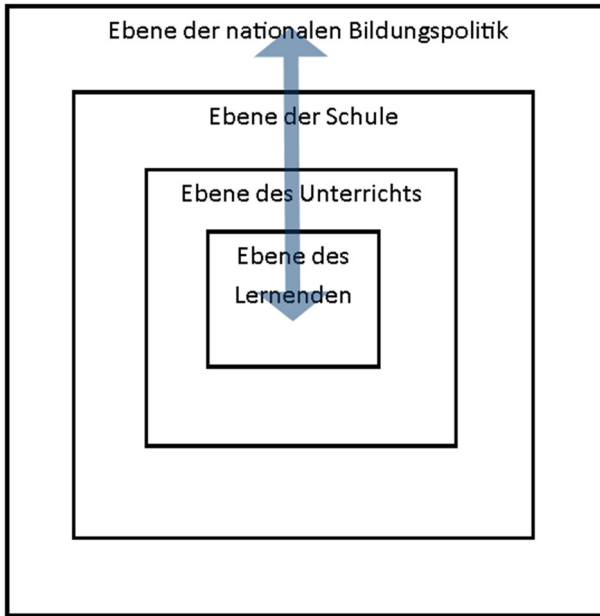 Ebene der nationalen Bildungspolitik
Ebene der Schule
Ebene des Unterrichts
Ebene des
Lernenden